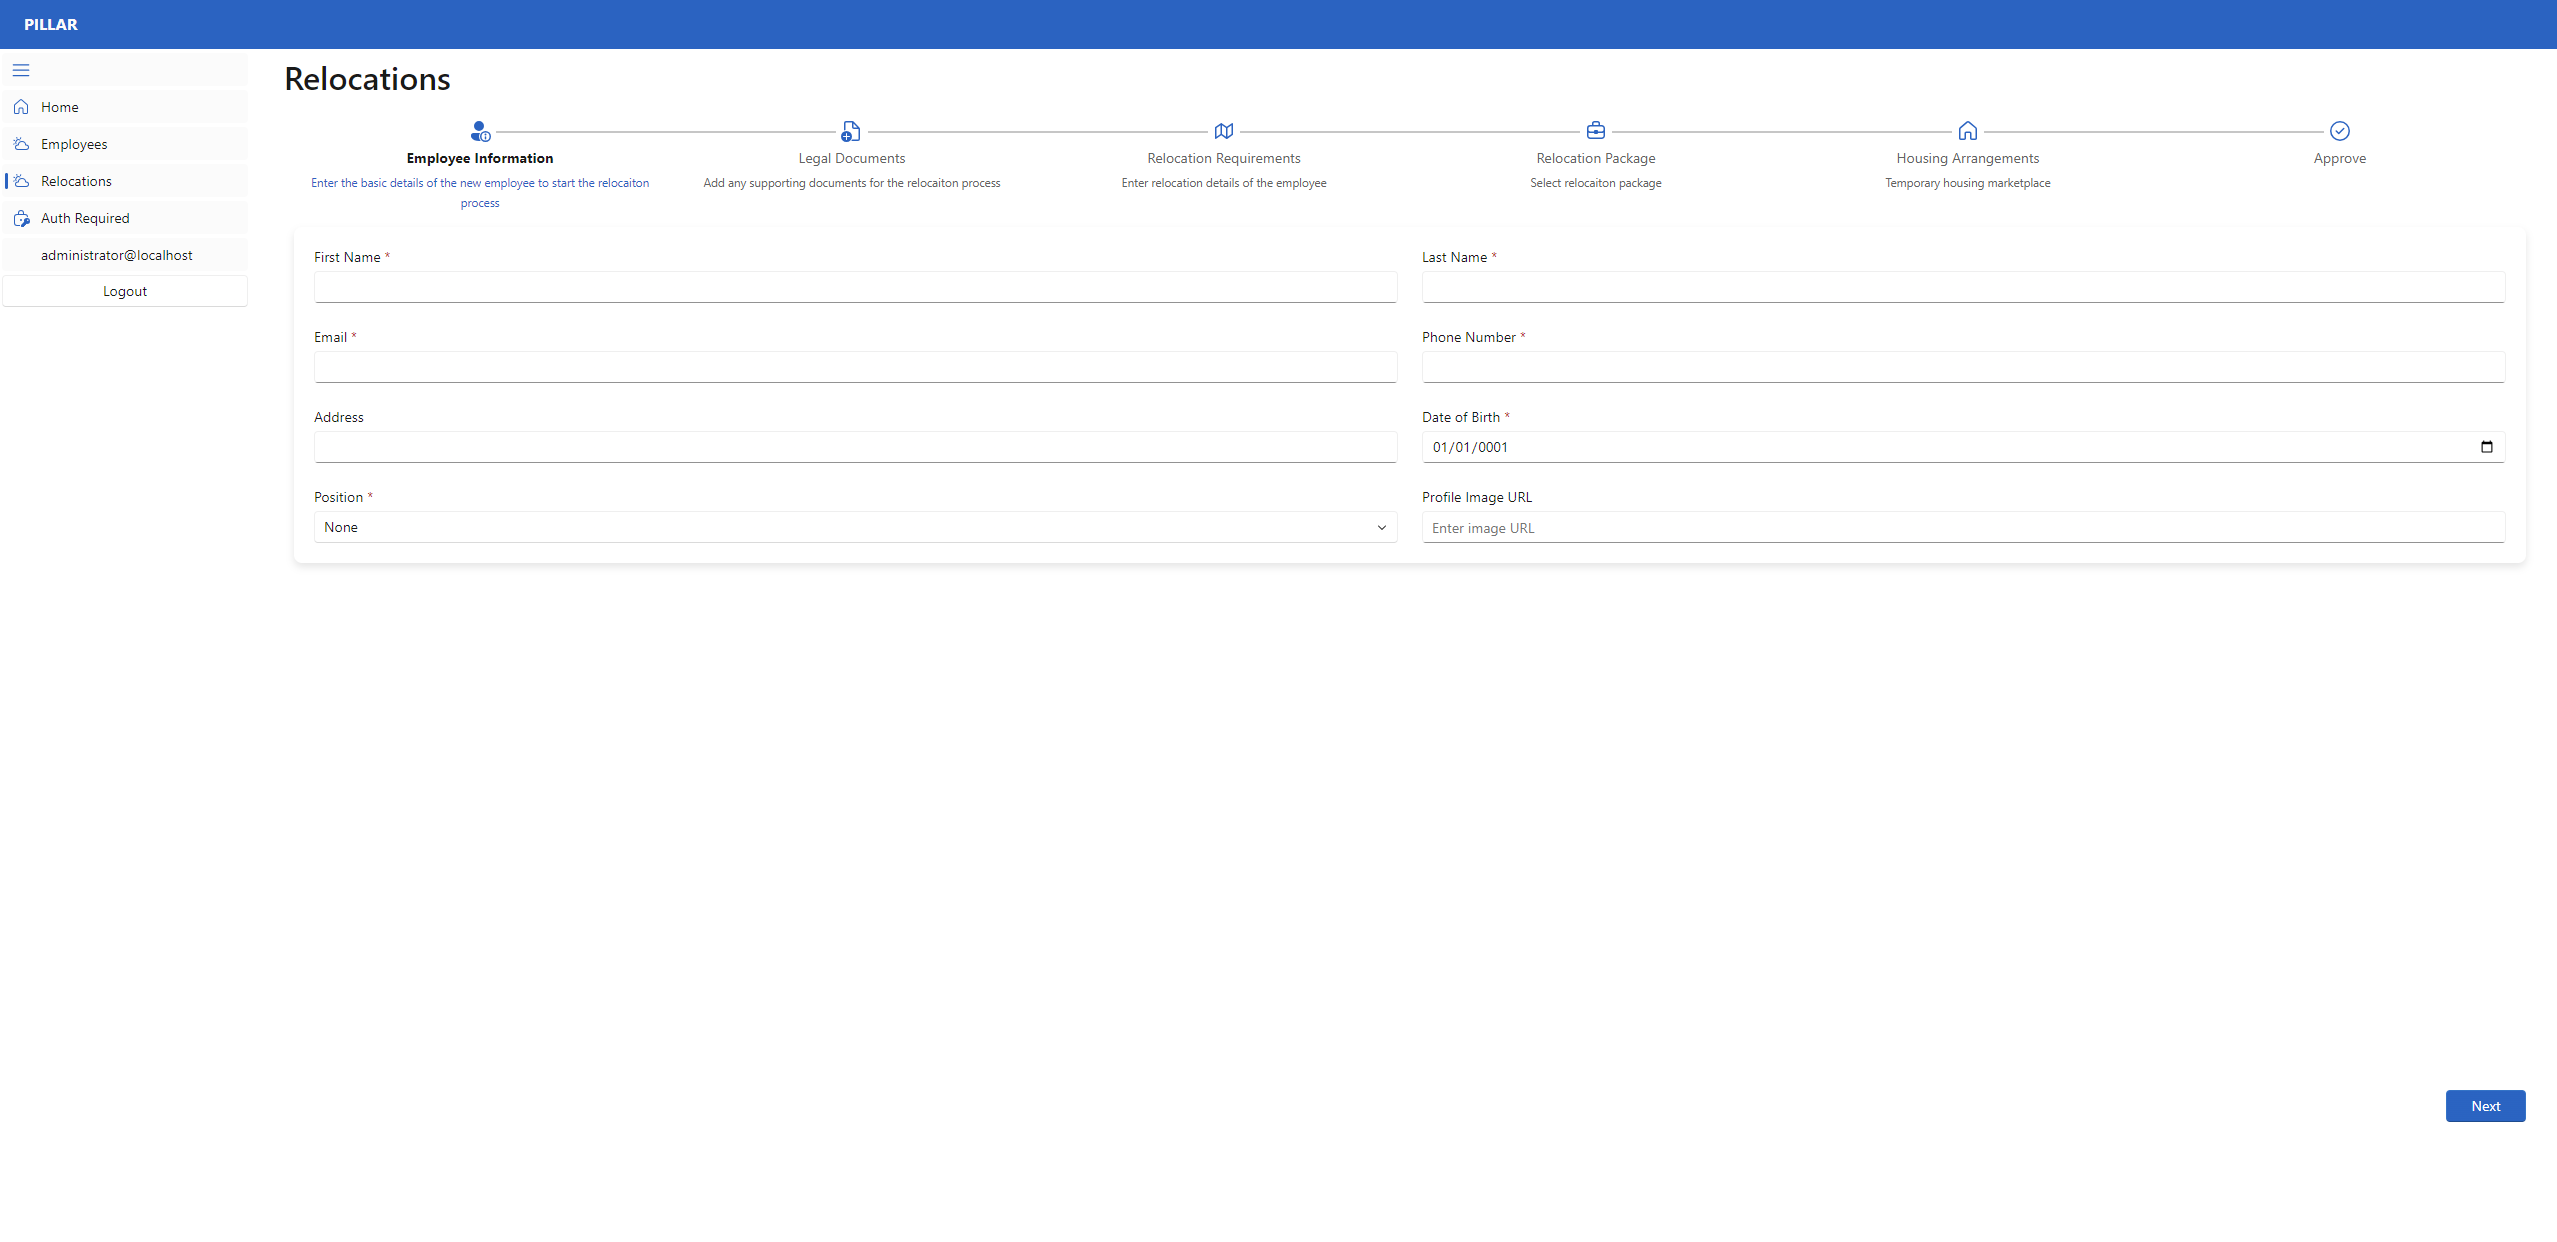 PILLAR
Relocations
Home
Employees
Relocations
Auth Required
administrator@localhost
Logout
Employee Information
Enter the basic details of the new employee to start the relocaiton
process
Legal Documents
Add any supporting documents for the relocaiton process
Relocation Requirements
Enter relocation details of the employee
Relocation Package
Select relocaiton package
Housing Arrangements
Temporary housing marketplace
Approve
First Name *
Last Name *
Email *
Phone Number *
Address
Date of Birth *
01/01/0001
Position *
None
Profile Image URL
Enter image URL
Next